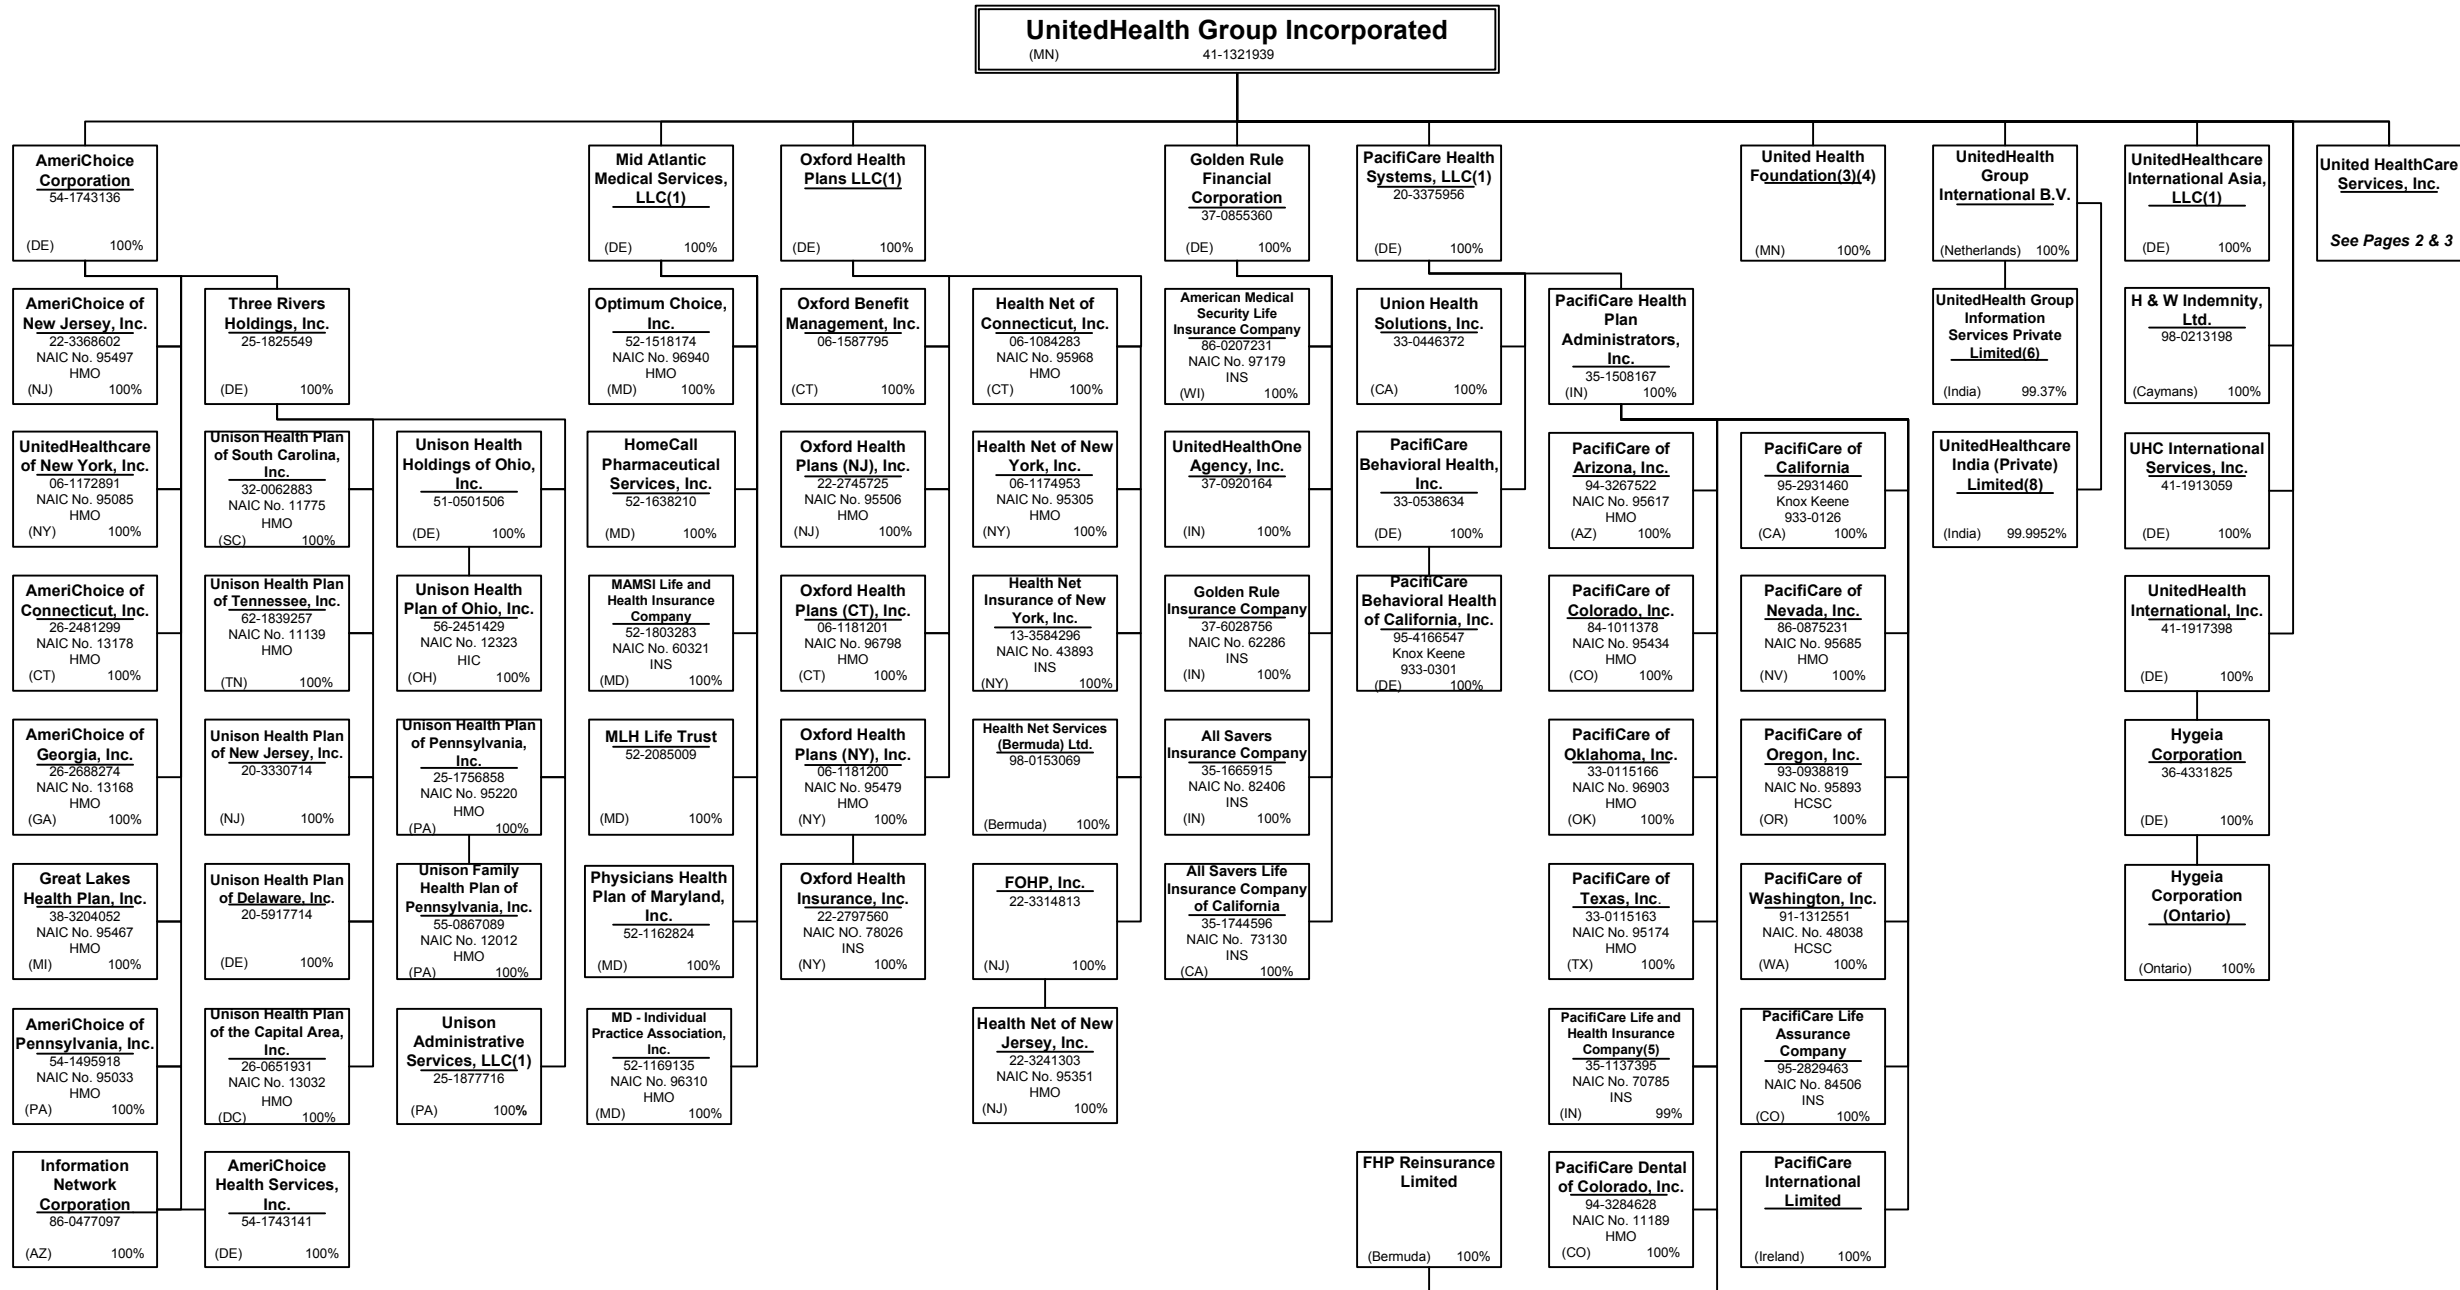 UnitedHealth Group Incorporated
(MN) 41-1321939
AmeriChoice
Corporation
54-1743136
(DE) 100%
Mid Atlantic
Medical Services,
LLC(1)
(DE) 100%
Oxford Health
Plans LLC(1)
(DE) 100%
Golden Rule
Financial
Corporation
37-0855360
(DE) 100%
PacifiCare Health
Systems, LLC(1)
20-3375956
(DE) 100%
United Health
Foundation(3)(4)
(MN) 100%
UnitedHealth
Group
International B.V.
(Netherlands) 100%
UnitedHealthcare
International Asia,
LLC(1)
(DE) 100%
United HealthCare
Services, Inc.
See Pages 2 & 3
AmeriChoice of
New Jersey, Inc.
22-3368602
NAIC No. 95497
HMO
(NJ) 100%
Three Rivers
Holdings, Inc.
25-1825549
(DE) 100%
Optimum Choice,
Inc.
52-1518174
NAIC No. 96940
HMO
(MD) 100%
Oxford Benefit
Management, Inc.
06-1587795
(CT) 100%
Health Net of
Connecticut, Inc.
06-1084283
NAIC No. 95968
HMO
(CT) 100%
American Medical
Security Life
Insurance Company
86-0207231
NAIC No. 97179
INS
(WI) 100%
Union Health
Solutions, Inc.
33-0446372
(CA) 100%
PacifiCare Health
Plan
Administrators,
Inc.
35-1508167
(IN) 100%
UnitedHealth Group
Information
Services Private
Limited(6)
(India) 99.37%
H & W Indemnity,
Ltd.
98-0213198
(Caymans) 100%
UnitedHealthcare
of New York, Inc.
06-1172891
NAIC No. 95085
HMO
(NY) 100%
Unison Health Plan
of South Carolina,
Inc.
32-0062883
NAIC No. 11775
HMO
(SC) 100%
Unison Health
Holdings of Ohio,
Inc.
51-0501506
(DE) 100%
HomeCall
Pharmaceutical
Services, Inc.
52-1638210
(MD) 100%
Oxford Health
Plans (NJ), Inc.
22-2745725
NAIC No. 95506
HMO
(NJ) 100%
Health Net of New
York, Inc.
06-1174953
NAIC No. 95305
HMO
(NY) 100%
UnitedHealthOne
Agency, Inc.
37-0920164
(IN) 100%
PacifiCare
Behavioral Health,
Inc.
33-0538634
(DE) 100%
PacifiCare of
Arizona, Inc.
94-3267522
NAIC No. 95617
HMO
(AZ) 100%
PacifiCare of
California
95-2931460
Knox Keene
933-0126
(CA) 100%
UnitedHealthcare
India (Private)
Limited(8)
(India) 99.9952%
UHC International
Services, Inc.
41-1913059
(DE) 100%
AmeriChoice of
Connecticut, Inc.
26-2481299
NAIC No. 13178
HMO
(CT) 100%
Unison Health Plan
of Tennessee, Inc.
62-1839257
NAIC No. 11139
HMO
(TN) 100%
Unison Health
Plan of Ohio, Inc.
56-2451429
NAIC No. 12323
HIC
(OH) 100%
MAMSI Life and
Health Insurance
Company
52-1803283
NAIC No. 60321
INS
(MD) 100%
Oxford Health
Plans (CT), Inc.
06-1181201
NAIC No. 96798
HMO
(CT) 100%
Health Net
Insurance of New
York, Inc.
13-3584296
NAIC No. 43893
INS
(NY) 100%
Golden Rule
Insurance Company
37-6028756
NAIC No. 62286
INS
(IN) 100%
PacifiCare
Behavioral Health
of California, Inc.
95-4166547
Knox Keene
933-0301
(DE) 100%
PacifiCare of
Colorado, Inc.
84-1011378
NAIC No. 95434
HMO
(CO) 100%
PacifiCare of
Nevada, Inc.
86-0875231
NAIC No. 95685
HMO
(NV) 100%
UnitedHealth
International, Inc.
41-1917398
(DE) 100%
AmeriChoice of
Georgia, Inc.
26-2688274
NAIC No. 13168
HMO
(GA) 100%
Unison Health Plan
of New Jersey, Inc.
20-3330714
(NJ) 100%
Unison Health Plan
of Pennsylvania,
Inc.
25-1756858
NAIC No. 95220
HMO
(PA) 100%
MLH Life Trust
52-2085009
(MD) 100%
Oxford Health
Plans (NY), Inc.
06-1181200
NAIC No. 95479
HMO
(NY) 100%
Health Net Services
(Bermuda) Ltd.
98-0153069
(Bermuda) 100%
All Savers
Insurance Company
35-1665915
NAIC No. 82406
INS
(IN) 100%
PacifiCare of
Oklahoma, Inc.
33-0115166
NAIC No. 96903
HMO
(OK) 100%
PacifiCare of
Oregon, Inc.
93-0938819
NAIC No. 95893
HCSC
(OR) 100%
Hygeia
Corporation
36-4331825
(DE) 100%
Great Lakes
Health Plan, Inc.
38-3204052
NAIC No. 95467
HMO
(MI) 100%
Unison Health Plan
of Delaware, Inc.
20-5917714
(DE) 100%
Unison Family
Health Plan of
Pennsylvania, Inc.
55-0867089
NAIC No. 12012
HMO
(PA) 100%
Physicians Health
Plan of Maryland,
Inc.
52-1162824
(MD) 100%
Oxford Health
Insurance, Inc.
22-2797560
NAIC NO. 78026
INS
(NY) 100%
FOHP, Inc.
22-3314813
(NJ) 100%
All Savers Life
Insurance Company
of California
35-1744596
NAIC No. 73130
INS
(CA) 100%
PacifiCare of
Texas, Inc.
33-0115163
NAIC No. 95174
HMO
(TX) 100%
PacifiCare of
Washington, Inc.
91-1312551
NAIC. No. 48038
HCSC
(WA) 100%
Hygeia
Corporation
(Ontario)
(Ontario) 100%
AmeriChoice of
Pennsylvania, Inc.
54-1495918
NAIC No. 95033
HMO
(PA) 100%
Unison Health Plan
of the Capital Area,
Inc.
26-0651931
NAIC No. 13032
HMO
(DC) 100%
Unison
Administrative
Services, LLC(1)
25-1877716
(PA) 100%
MD - Individual
Practice Association,
Inc.
52-1169135
NAIC No. 96310
HMO
(MD) 100%
Health Net of New
Jersey, Inc.
22-3241303
NAIC No. 95351
HMO
(NJ) 100%
PacifiCare Life and
Health Insurance
Company(5)
35-1137395
NAIC No. 70785
INS
(IN) 99%
PacifiCare Life
Assurance
Company
95-2829463
NAIC No. 84506
INS
(CO) 100%
Information
Network
Corporation
86-0477097
(AZ) 100%
AmeriChoice
Health Services,
Inc.
54-1743141
(DE) 100%
FHP Reinsurance
Limited
(Bermuda) 100%
PacifiCare Dental
of Colorado, Inc.
94-3284628
NAIC No. 11189
HMO
(CO) 100%
PacifiCare
International
Limited
(Ireland) 100%